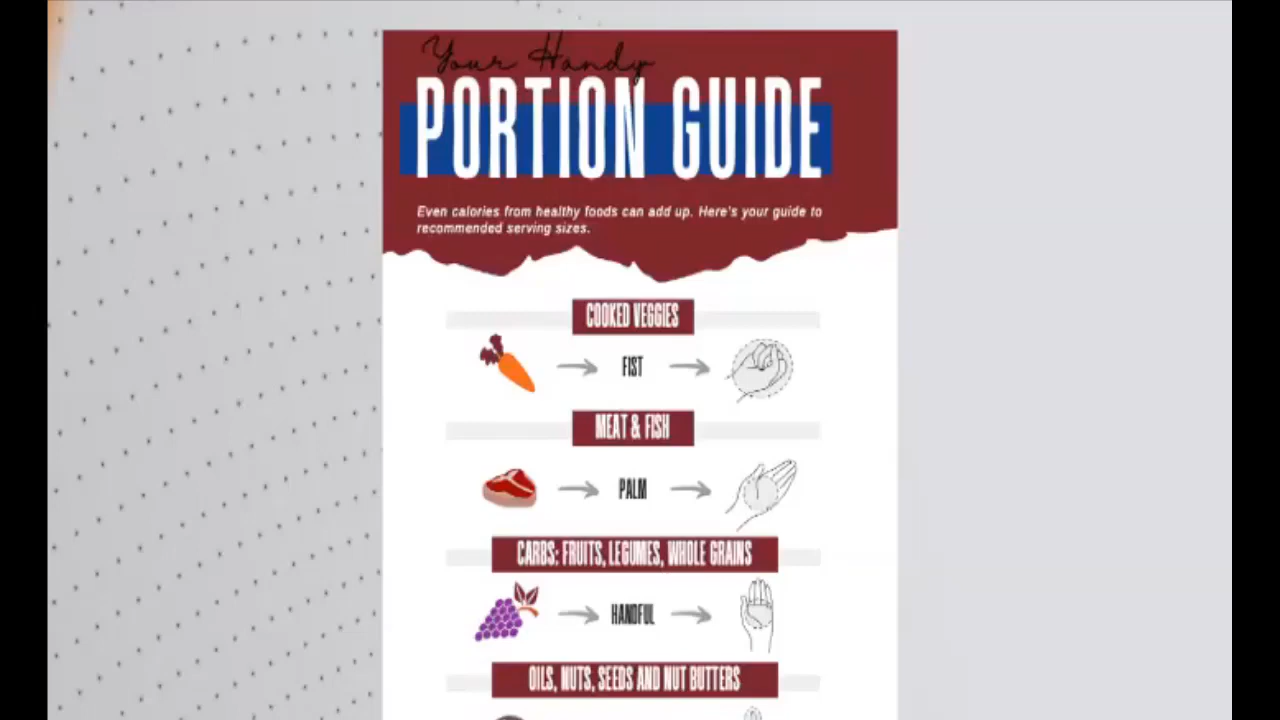 Your Handy
PORTION GUIDE
Even calories from healthy foods can add up. Here's your guide to
recommended serving sizes.
COOKED VEGGIES
FIST
MEAT & FISH
PALM
CARBS: FRUITS, LEGUMES, WHOLE GRAINS
HANDFUL
OILS, NUTS, SEEDS AND NUT BUTTERS